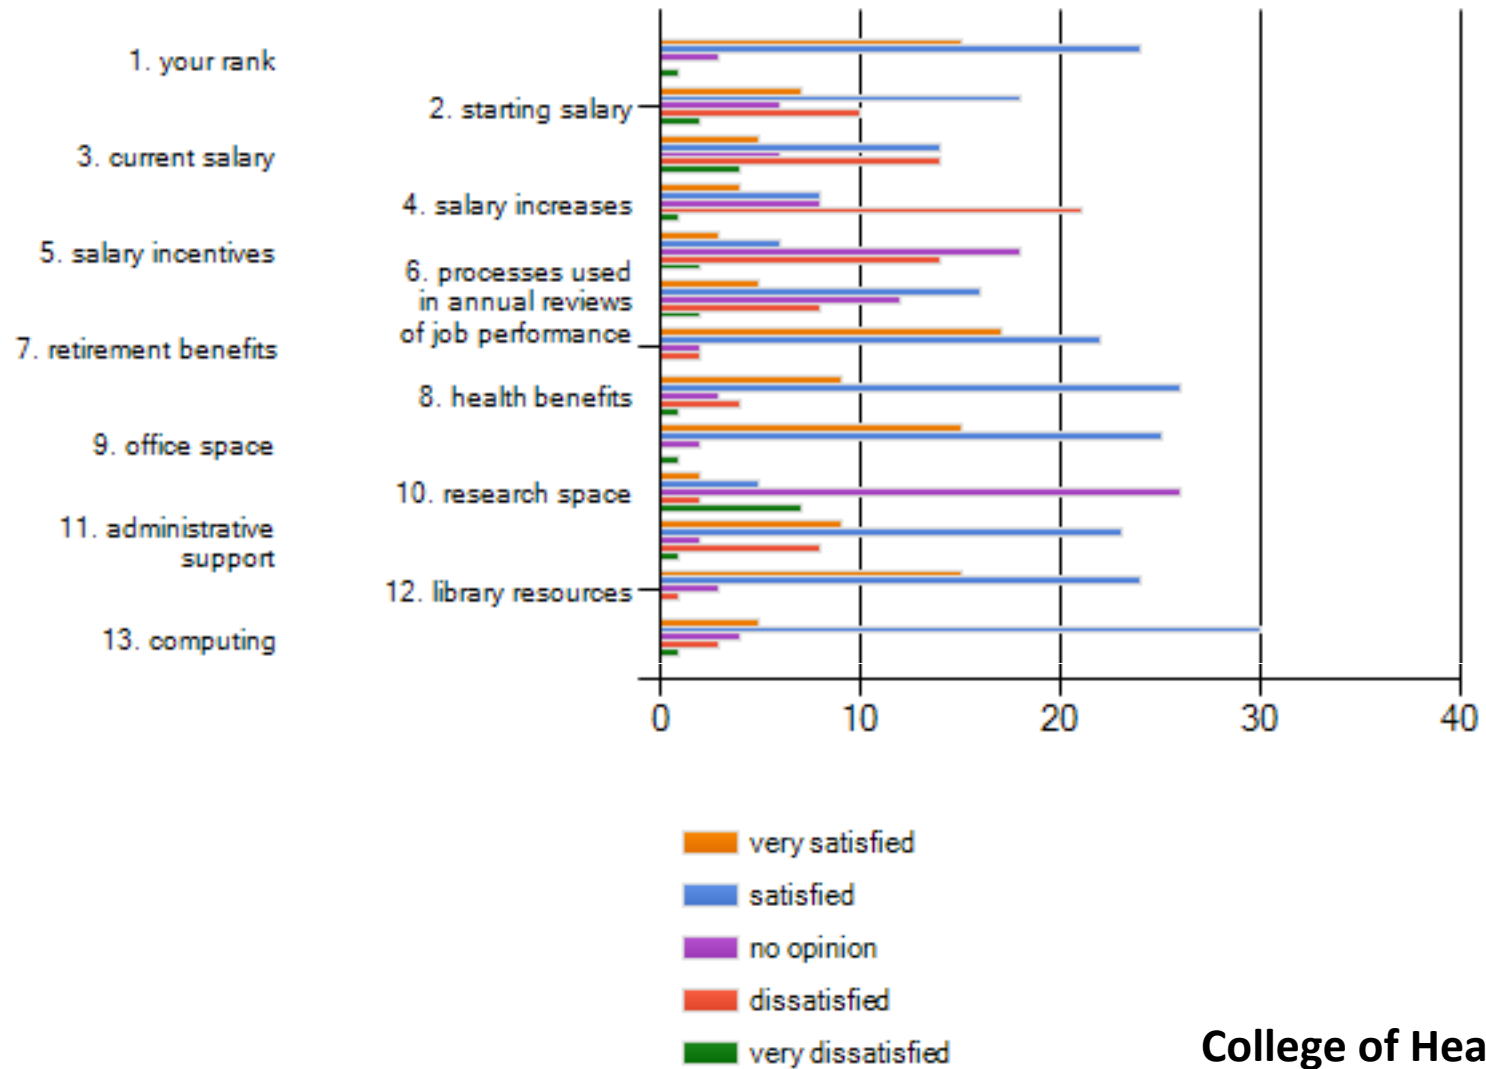 1. your rank
2. starting salary
3. current salary
4. salary increases
5. salary incentives
6. processes used
in annual reviews
of job performance
7. retirement benefits
8. health benefits
9. office space
10. research space
11. administrative
support
12. library resources
13. computing
0 10 20 30 40
very satisfied
satisfied
no opinion
dissatisfied
very dissatisfied
College of Hea